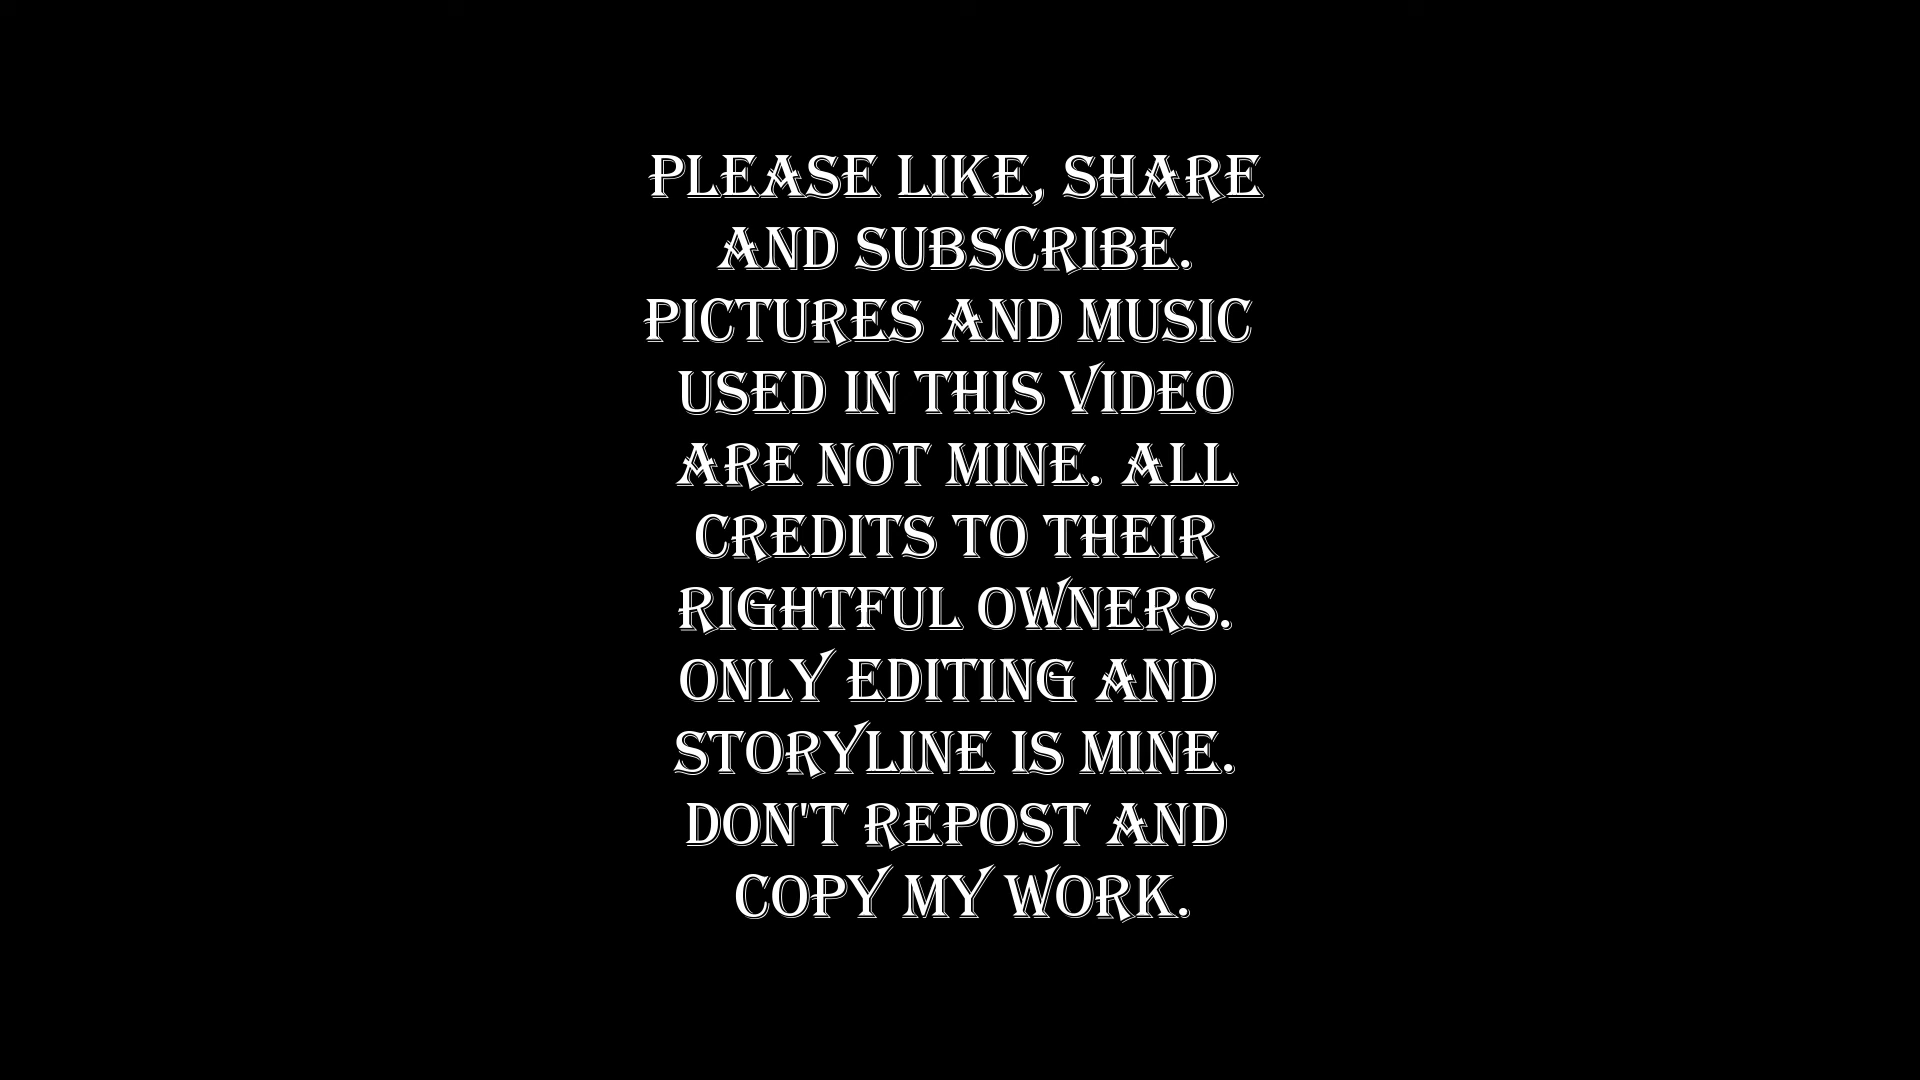 PLEASE LIKE, SHARE
AND SUBSCRIBE.
PICTURES AND MUSIC
USED IN THIS VIDEO
ARE NOT MINE. ALL
CREDITS TO THEIR
RIGHTFUL OWNERS.
ONLY EDITING AND
STORYLINE IS MINE.
DON'T REPOST AND
COPY MY WORK.